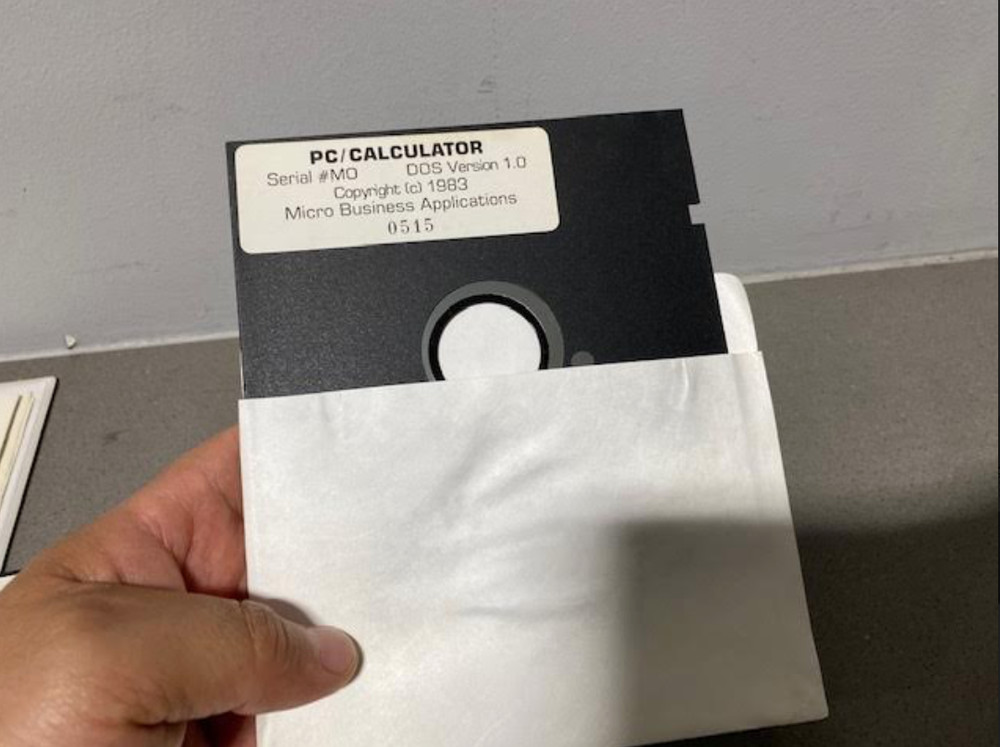 PC/CALCULATOR
Serial #MO DOS Version 1.0
Copyright (c) 1983
Micro Business Applications
0515